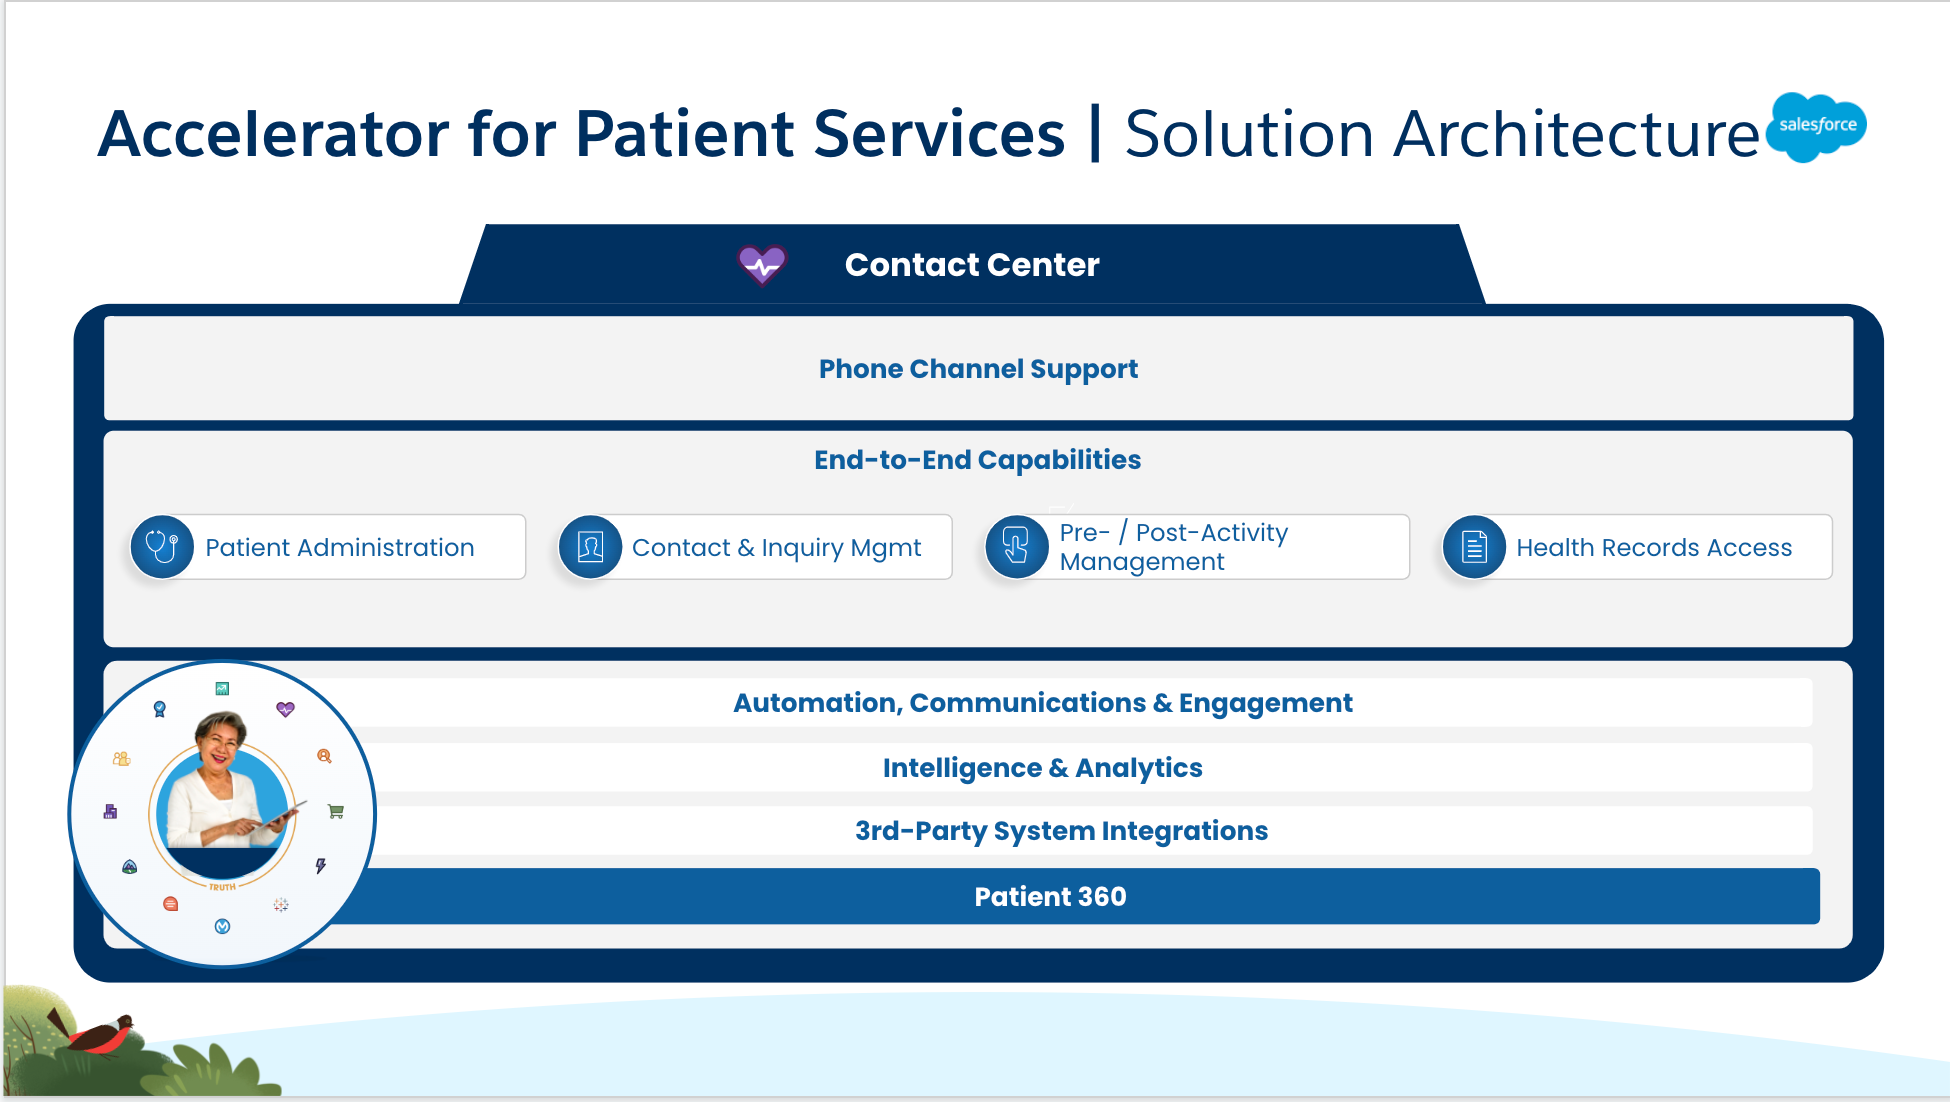 Accelerator for Patient Services | Solution Architecture
salesforce
Contact Center
Phone Channel Support
End-to-End Capabilities
Patient Administration
Contact & Inquiry Mgmt
Pre- / Post-Activity
Management
Health Records Access
Automation, Communications & Engagement
Intelligence & Analytics
3rd-Party System Integrations
Patient 360
TRUTH